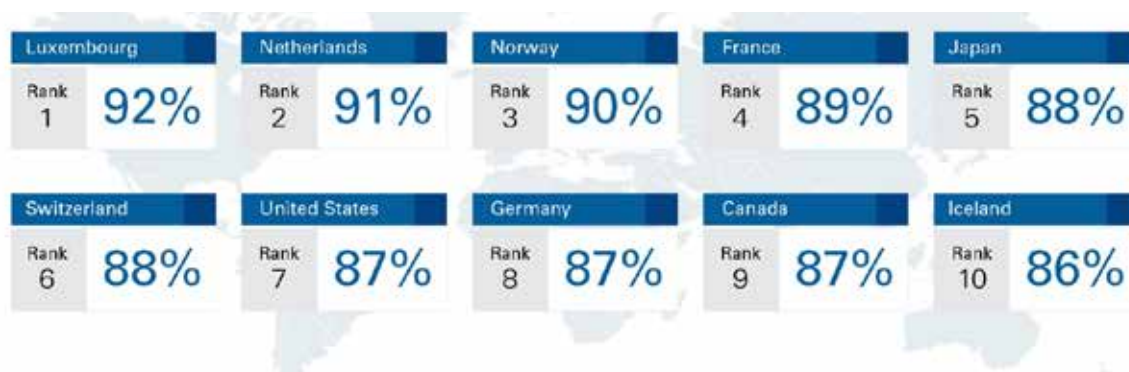 Luxembourg
Rank
1
92%
Netherlands
Rank
2
91%
Norway
Rank
3
90%
France
Rank
4
89%
Japan
Rank
5
88%
Switzerland
Rank
6
88%
United States
Rank
7
87%
Germany
Rank
8
87%
Canada
Rank
9
87%
Iceland
Rank
10
86%